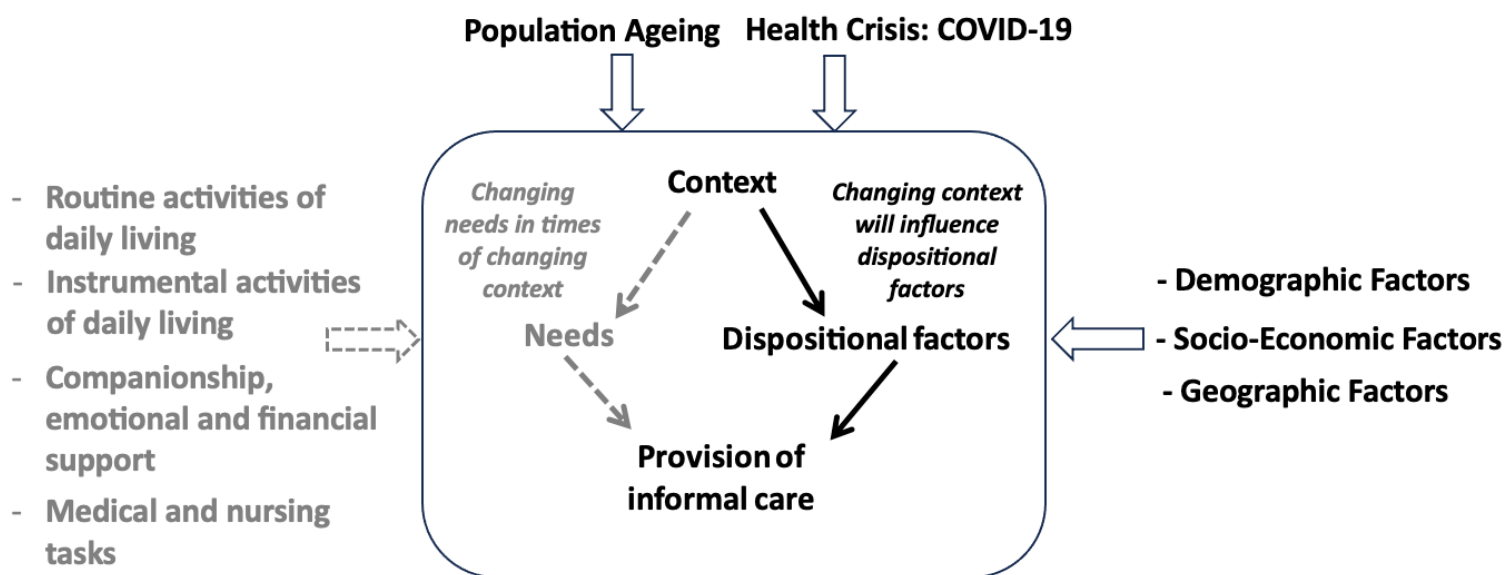 Population Ageing
Health Crisis: COVID-19
- Routine activities of
daily living
- Instrumental activities
of daily living
- Companionship,
emotional and financial
support
- Medical and nursing
tasks
Changing
needs in times
of changing
context
Context
Changing context
will influence
dispositional
factors
Needs
Dispositional factors
Provision of
informal care
- Demographic Factors
- Socio-Economic Factors
- Geographic Factors